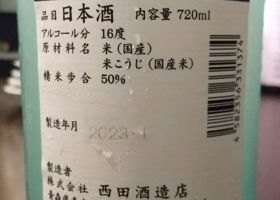 品目 日本酒 内容量 720ml
アルコール分 16度
原材料名 米(国産)
米こうじ(国産米)
精米歩合 50%
製造年月 2023.4
製造者
株式会社 西田酒造店
4582356331374